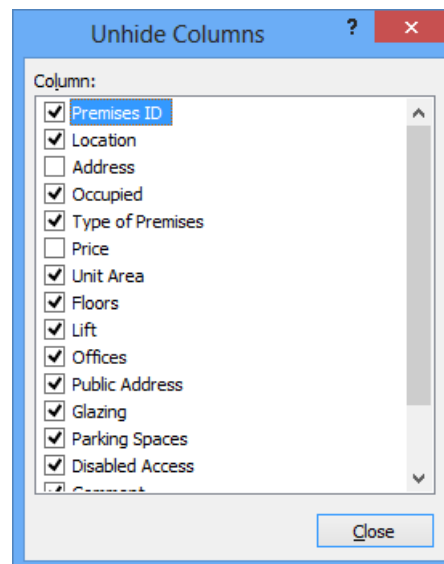 Unhide Columns
?
Column:
Premises ID
Location
Address
Occupied
Type of Premises
Price
Unit Area
Floors
Lift
Offices
Public Address
Glazing
Parking Spaces
Disabled Access
Comment
Close